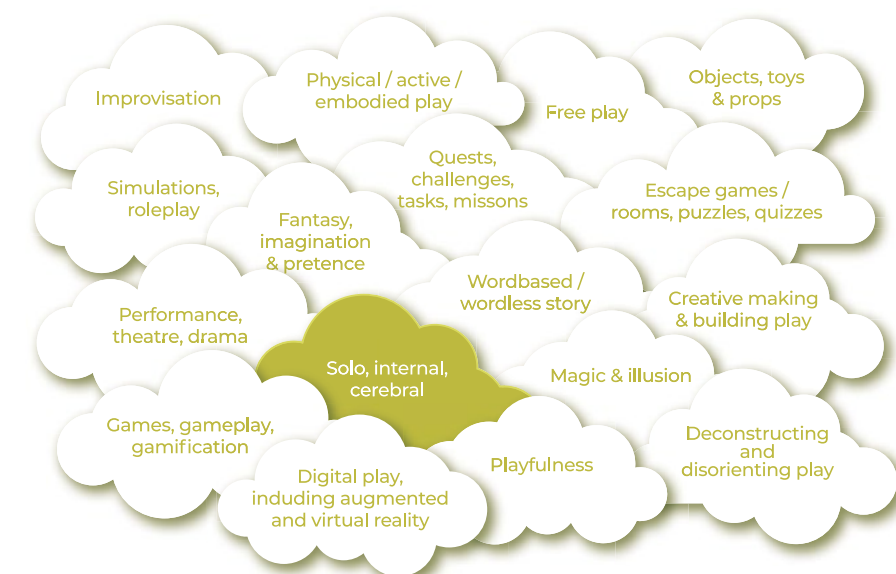 Improvisation
Physical / active /
embodied play
Free play
Objects, toys
& props
Simulations,
roleplay
Quests,
challenges,
tasks, missons
Escape games /
rooms, puzzles, quizzes
Fantasy,
imagination
& pretence
Wordbased /
wordless story
Creative making
& building play
Performance,
theatre, drama
Solo, internal,
cerebral
Magic & illusion
Games, gameplay,
gamification
Digital play,
induding augmented
and virtual reality
Playfulness
Deconstructing
and
disorienting play